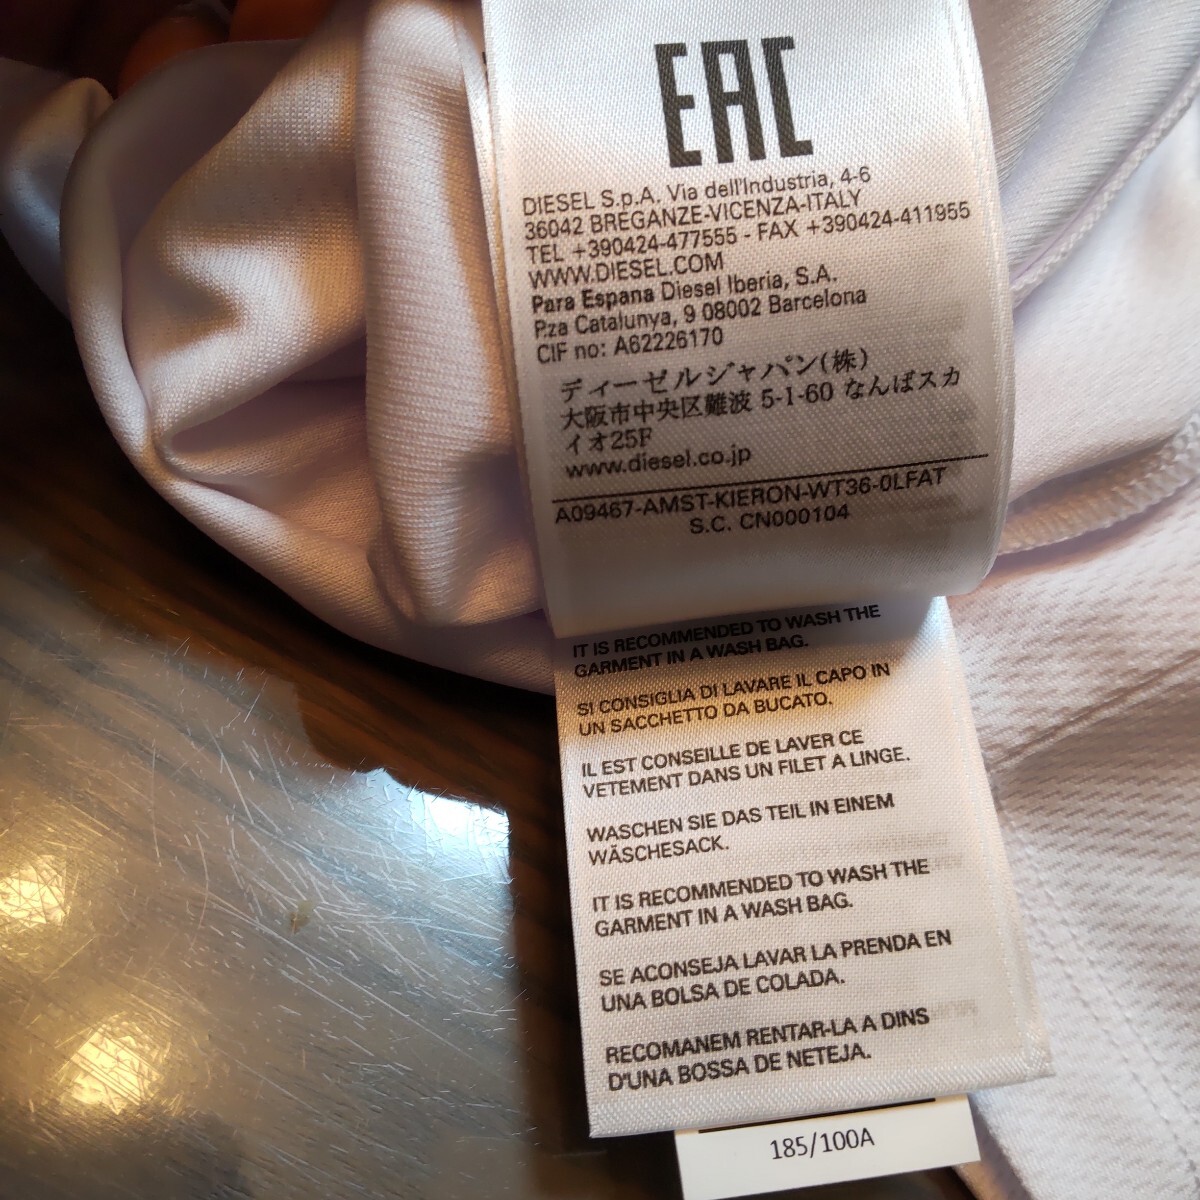 EAC
DIESEL S.p.A. Via dell'Industria, 4-6
36042 BREGANZE-VICENZA-ITALY
TEL +390424-477555 - FAX +390424-411955
WWW.DIESEL.COM
Para Espana Diesel Iberia, S.A.
P.za Catalunya, 9 08002 Barcelona
CIF no: A62226170
ディーゼルジャパン(株)
大阪市中央区難波 5-1-60 なんばスカ
イオ25F
www.diesel.co.jp
A09467-AMST-KIERON-WT36-0LFAT
S.C. CN000104
IT IS RECOMMENDED TO WASH THE
GARMENT IN A WASH BAG.
SI CONSIGLIA DI LAVARE IL CAPO IN
UN SACCHETTO DA BUCATO.
IL EST CONSEILLE DE LAVER CE
VETEMENT DANS UN FILET A LINGE.
WASCHEN SIE DAS TEIL IN EINEM
WÄSCHESACK.
IT IS RECOMMENDED TO WASH THE
GARMENT IN A WASH BAG.
SE ACONSEJA LAVAR LA PRENDA EN
UNA BOLSA DE COLADA.
RECOMANEM RENTAR-LA A DINS
D'UNA BOSSA DE NETEJA.
185/100A